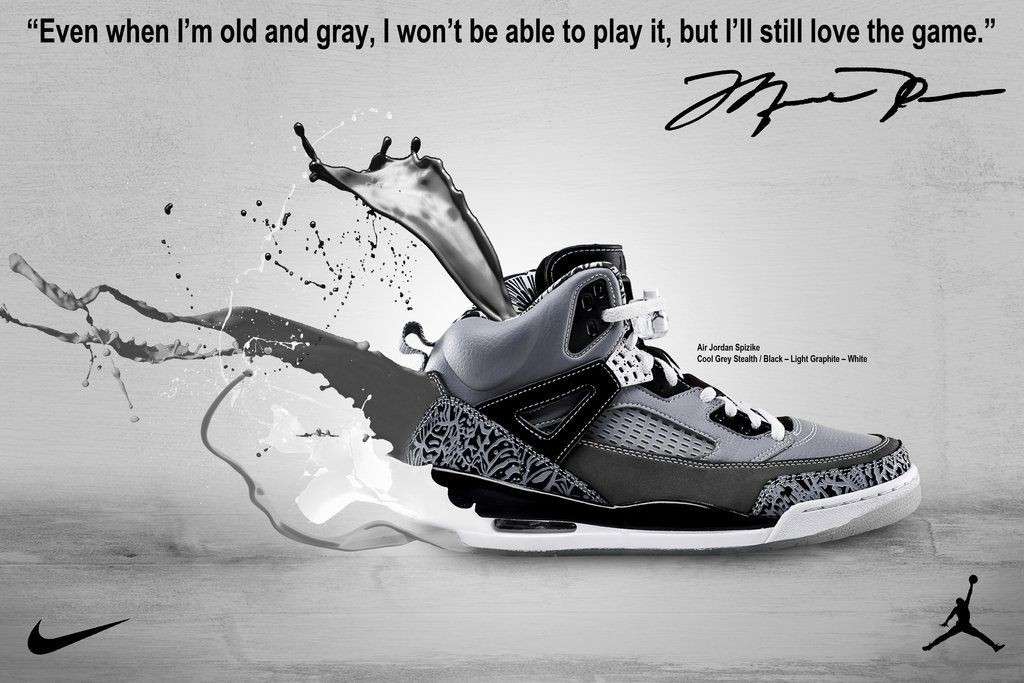 “Even when I’m old and gray, I won’t be able to play it, but I’ll still love the game.”
Air Jordan Spizike
Cool Grey Stealth / Black – Light Graphite – White